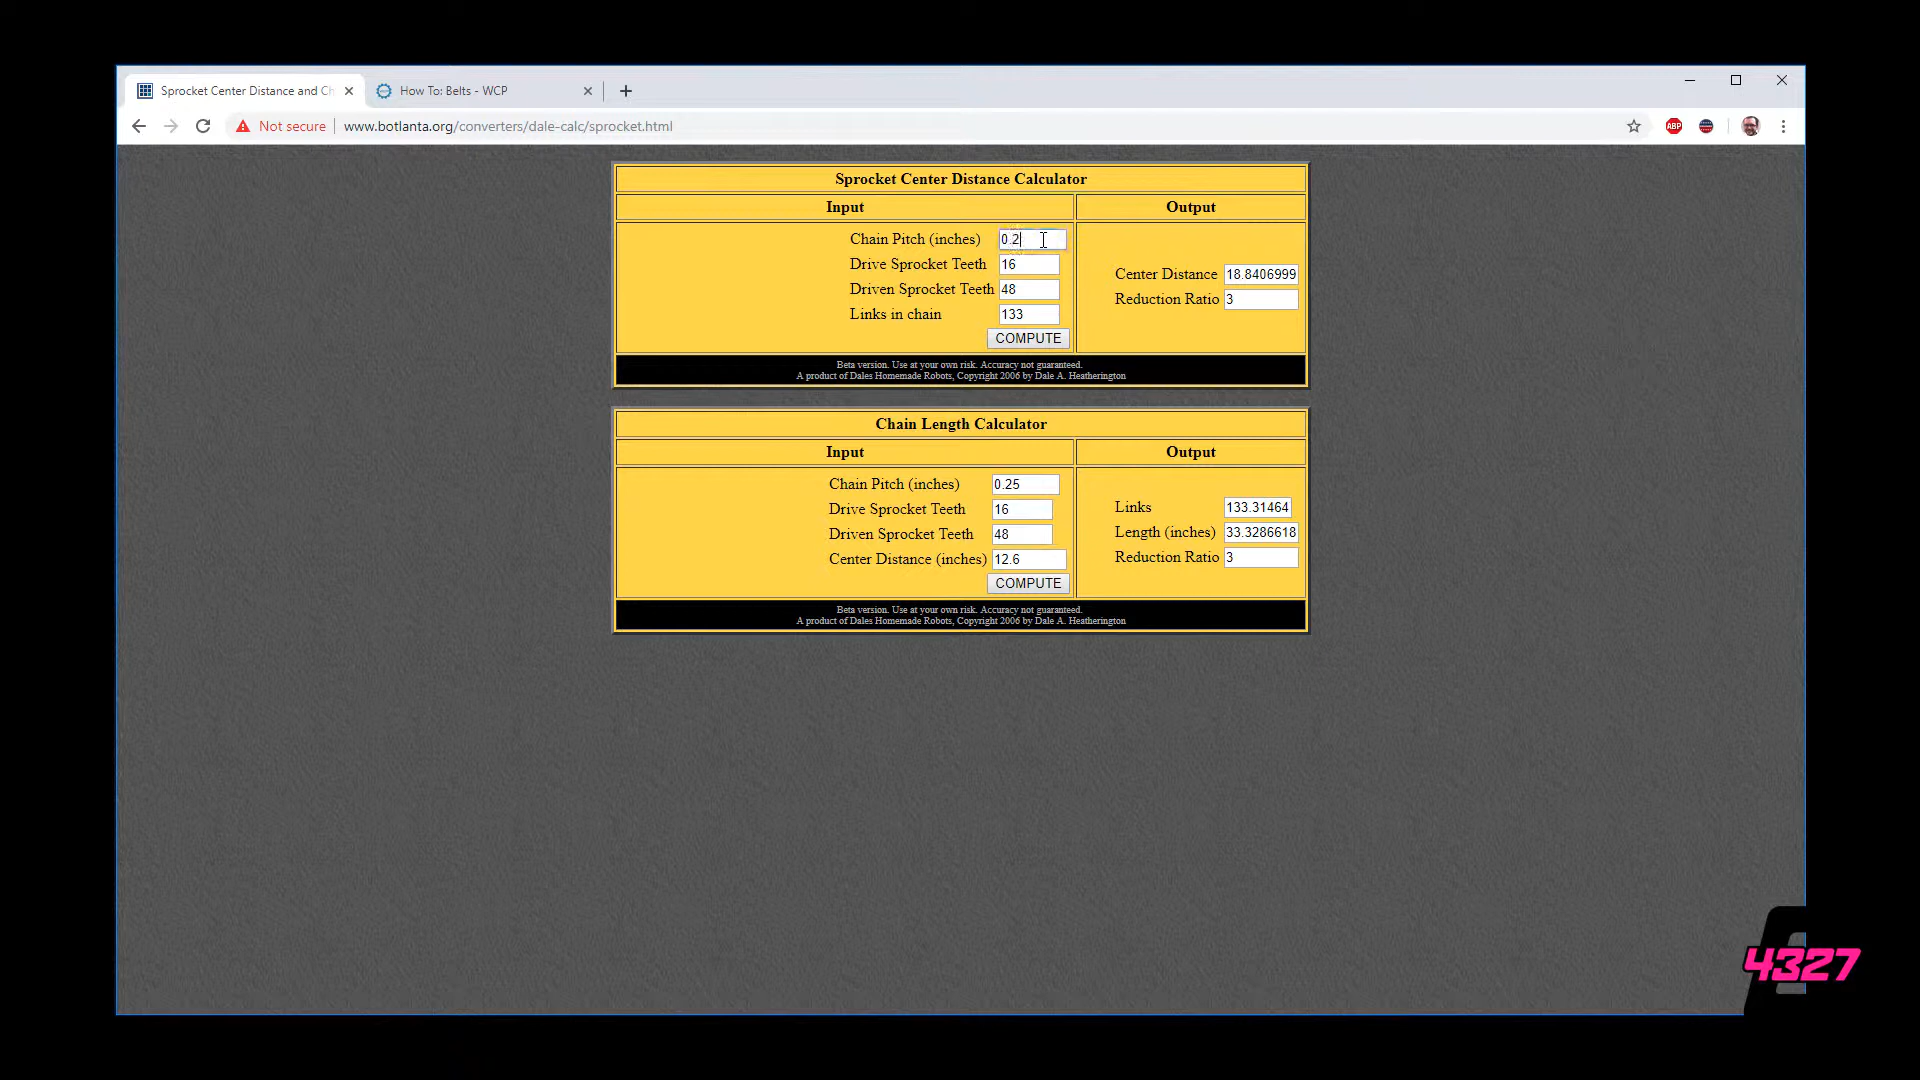 Sprocket Center Distance and Ch
How To: Belts - WCP
Not secure
www.botlanta.org/converters/dale-calc/sprocket.html
ABP
Sprocket Center Distance Calculator
Input
Output
Chain Pitch (inches) 0.2
Drive Sprocket Teeth 16
Driven Sprocket Teeth 48
Links in chain 133
COMPUTE
Center Distance 18.8406999
Reduction Ratio 3
Beta version. Use at your own risk. Accuracy not guaranteed.
A product of Dales Homemade Robots, Copyright 2006 by Dale A. Heatherington
Chain Length Calculator
Input
Output
Chain Pitch (inches) 0.25
Drive Sprocket Teeth 16
Driven Sprocket Teeth 48
Center Distance (inches) 12.6
COMPUTE
Links 133.31464
Length (inches) 33.3286618
Reduction Ratio 3
Beta version. Use at your own risk. Accuracy not guaranteed.
A product of Dales Homemade Robots, Copyright 2006 by Dale A. Heatherington
4327